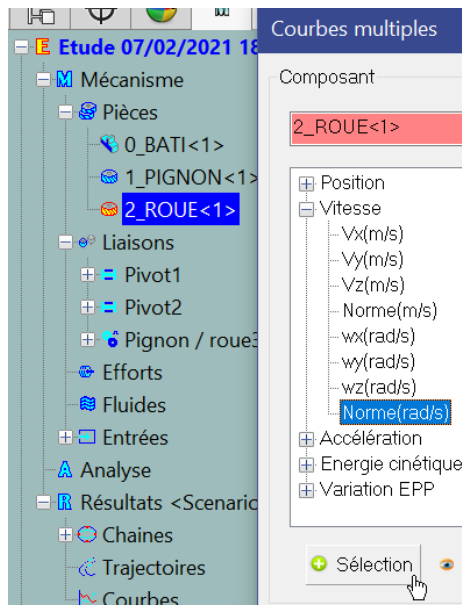 E Etude 07/02/2021 18
M Mécanisme
Pièces
0_BATI<1>
1_PIGNON<1>
2_ROUE<1>
Liaisons
Pivot1
Pivot2
Pignon / roue3
Efforts
Fluides
Entrées
A Analyse
R Résultats <Scenario
Chaines
Trajectoires
Courbes
Courbes multiples
Composant
2_ROUE<1>
Position
Vitesse
Vx(m/s)
Vy(m/s)
Vz(m/s)
Norme(m/s)
wx(rad/s)
wy(rad/s)
wz(rad/s)
Norme(rad/s)
Accélération
Energie cinétique
Variation EPP
Sélection